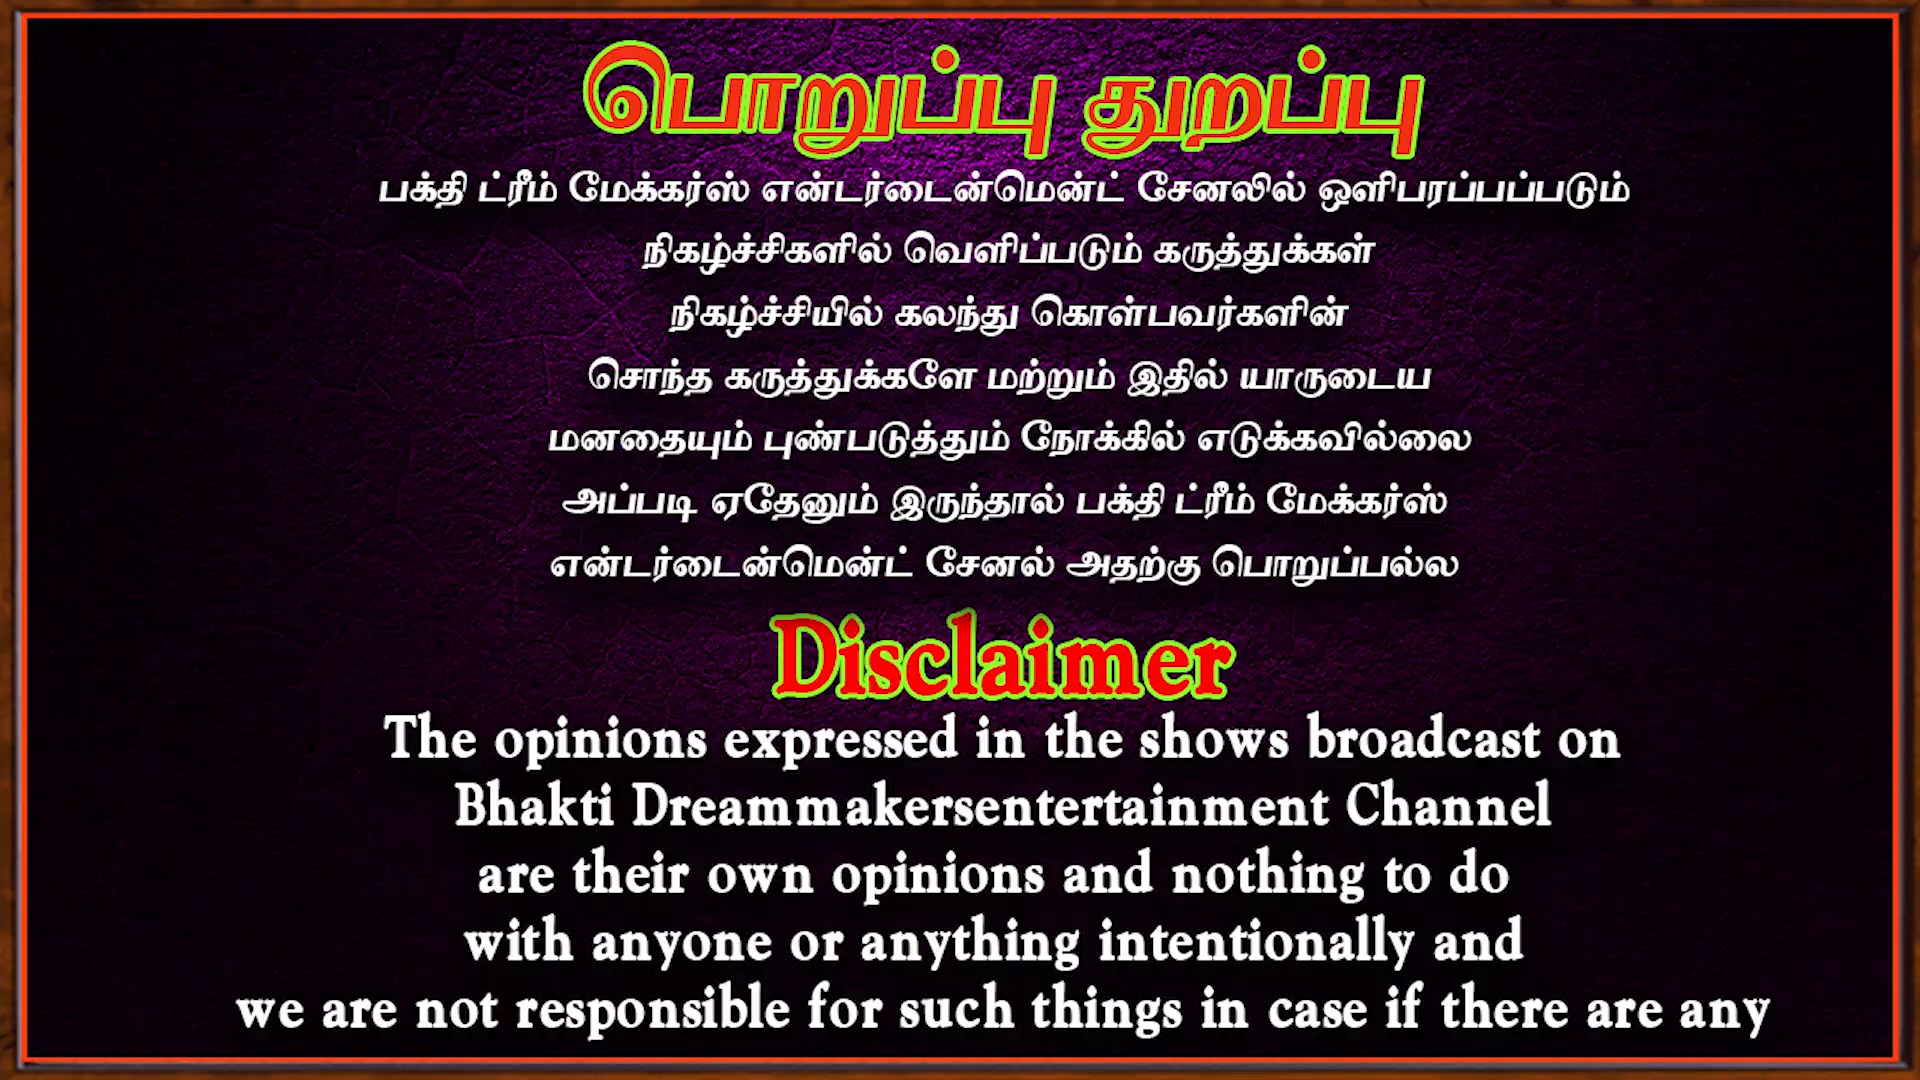 பொறுப்பு துறப்பு
பக்தி ட்ரீம் மேக்கர்ஸ் என்டர்டைன்மென்ட் சேனலில் ஒளிபரப்பப்படும்
நிகழ்ச்சிகளில் வெளிப்படும் கருத்துக்கள்
நிகழ்ச்சியில் கலந்து கொள்பவர்களின்
சொந்த கருத்துக்களே மற்றும் இதில் யாருடைய
மனதையும் புண்படுத்தும் நோக்கில் எடுக்கவில்லை
அப்படி ஏதேனும் இருந்தால் பக்தி ட்ரீம் மேக்கர்ஸ்
என்டர்டைன்மென்ட் சேனல் அதற்கு பொறுப்பல்ல
Disclaimer
The opinions expressed in the shows broadcast on
Bhakti Dreammakersentertainment Channel
are their own opinions and nothing to do
with anyone or anything intentionally and
we are not responsible for such things in case if there are any